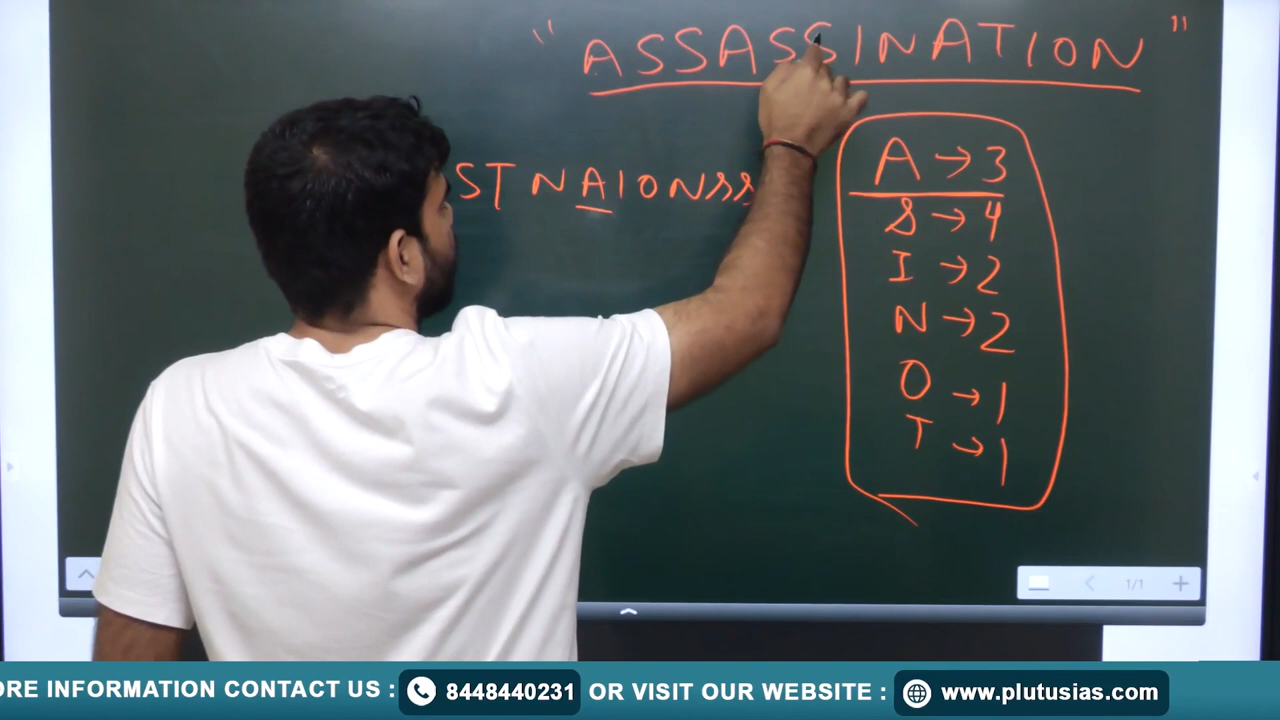 " ASSASSINATION "
STNAIONSS
A → 3
S → 4
I → 2
N → 2
O → 1
T → 1
1/1
ORE INFORMATION CONTACT US : 8448440231 OR VISIT OUR WEBSITE : www.plutusias.com